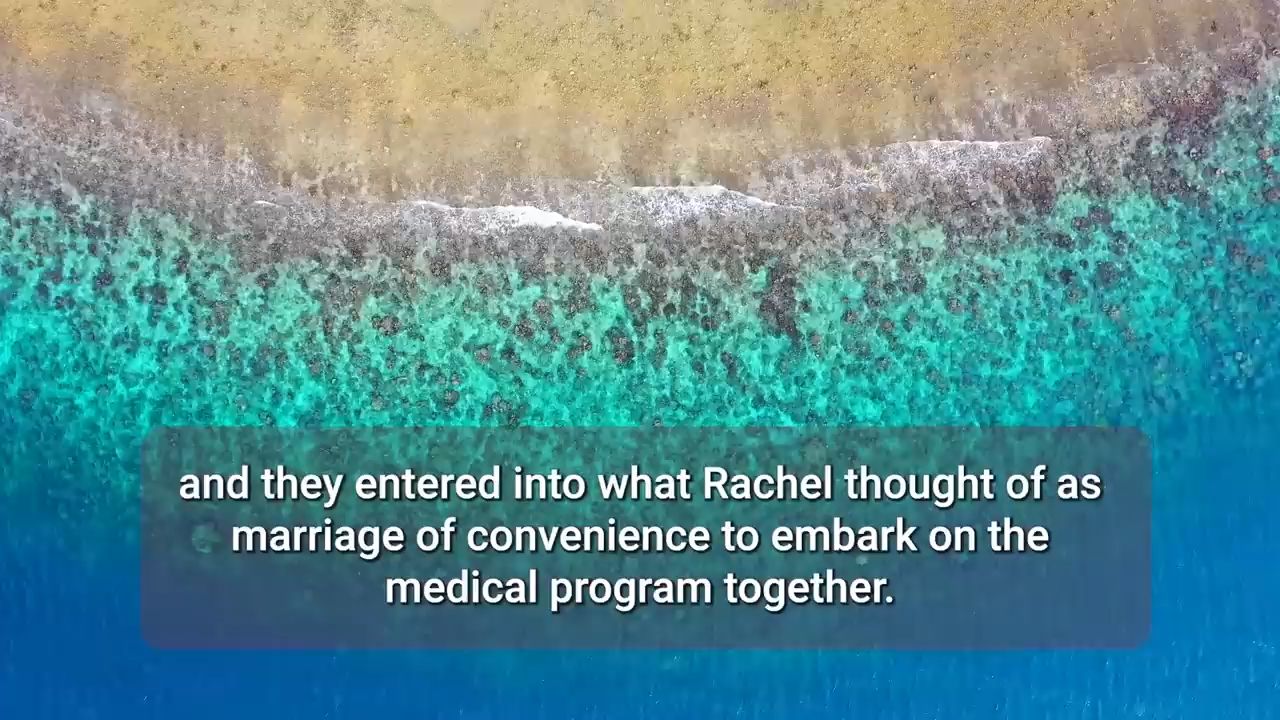 and they entered into what Rachel thought of as
marriage of convenience to embark on the
medical program together.